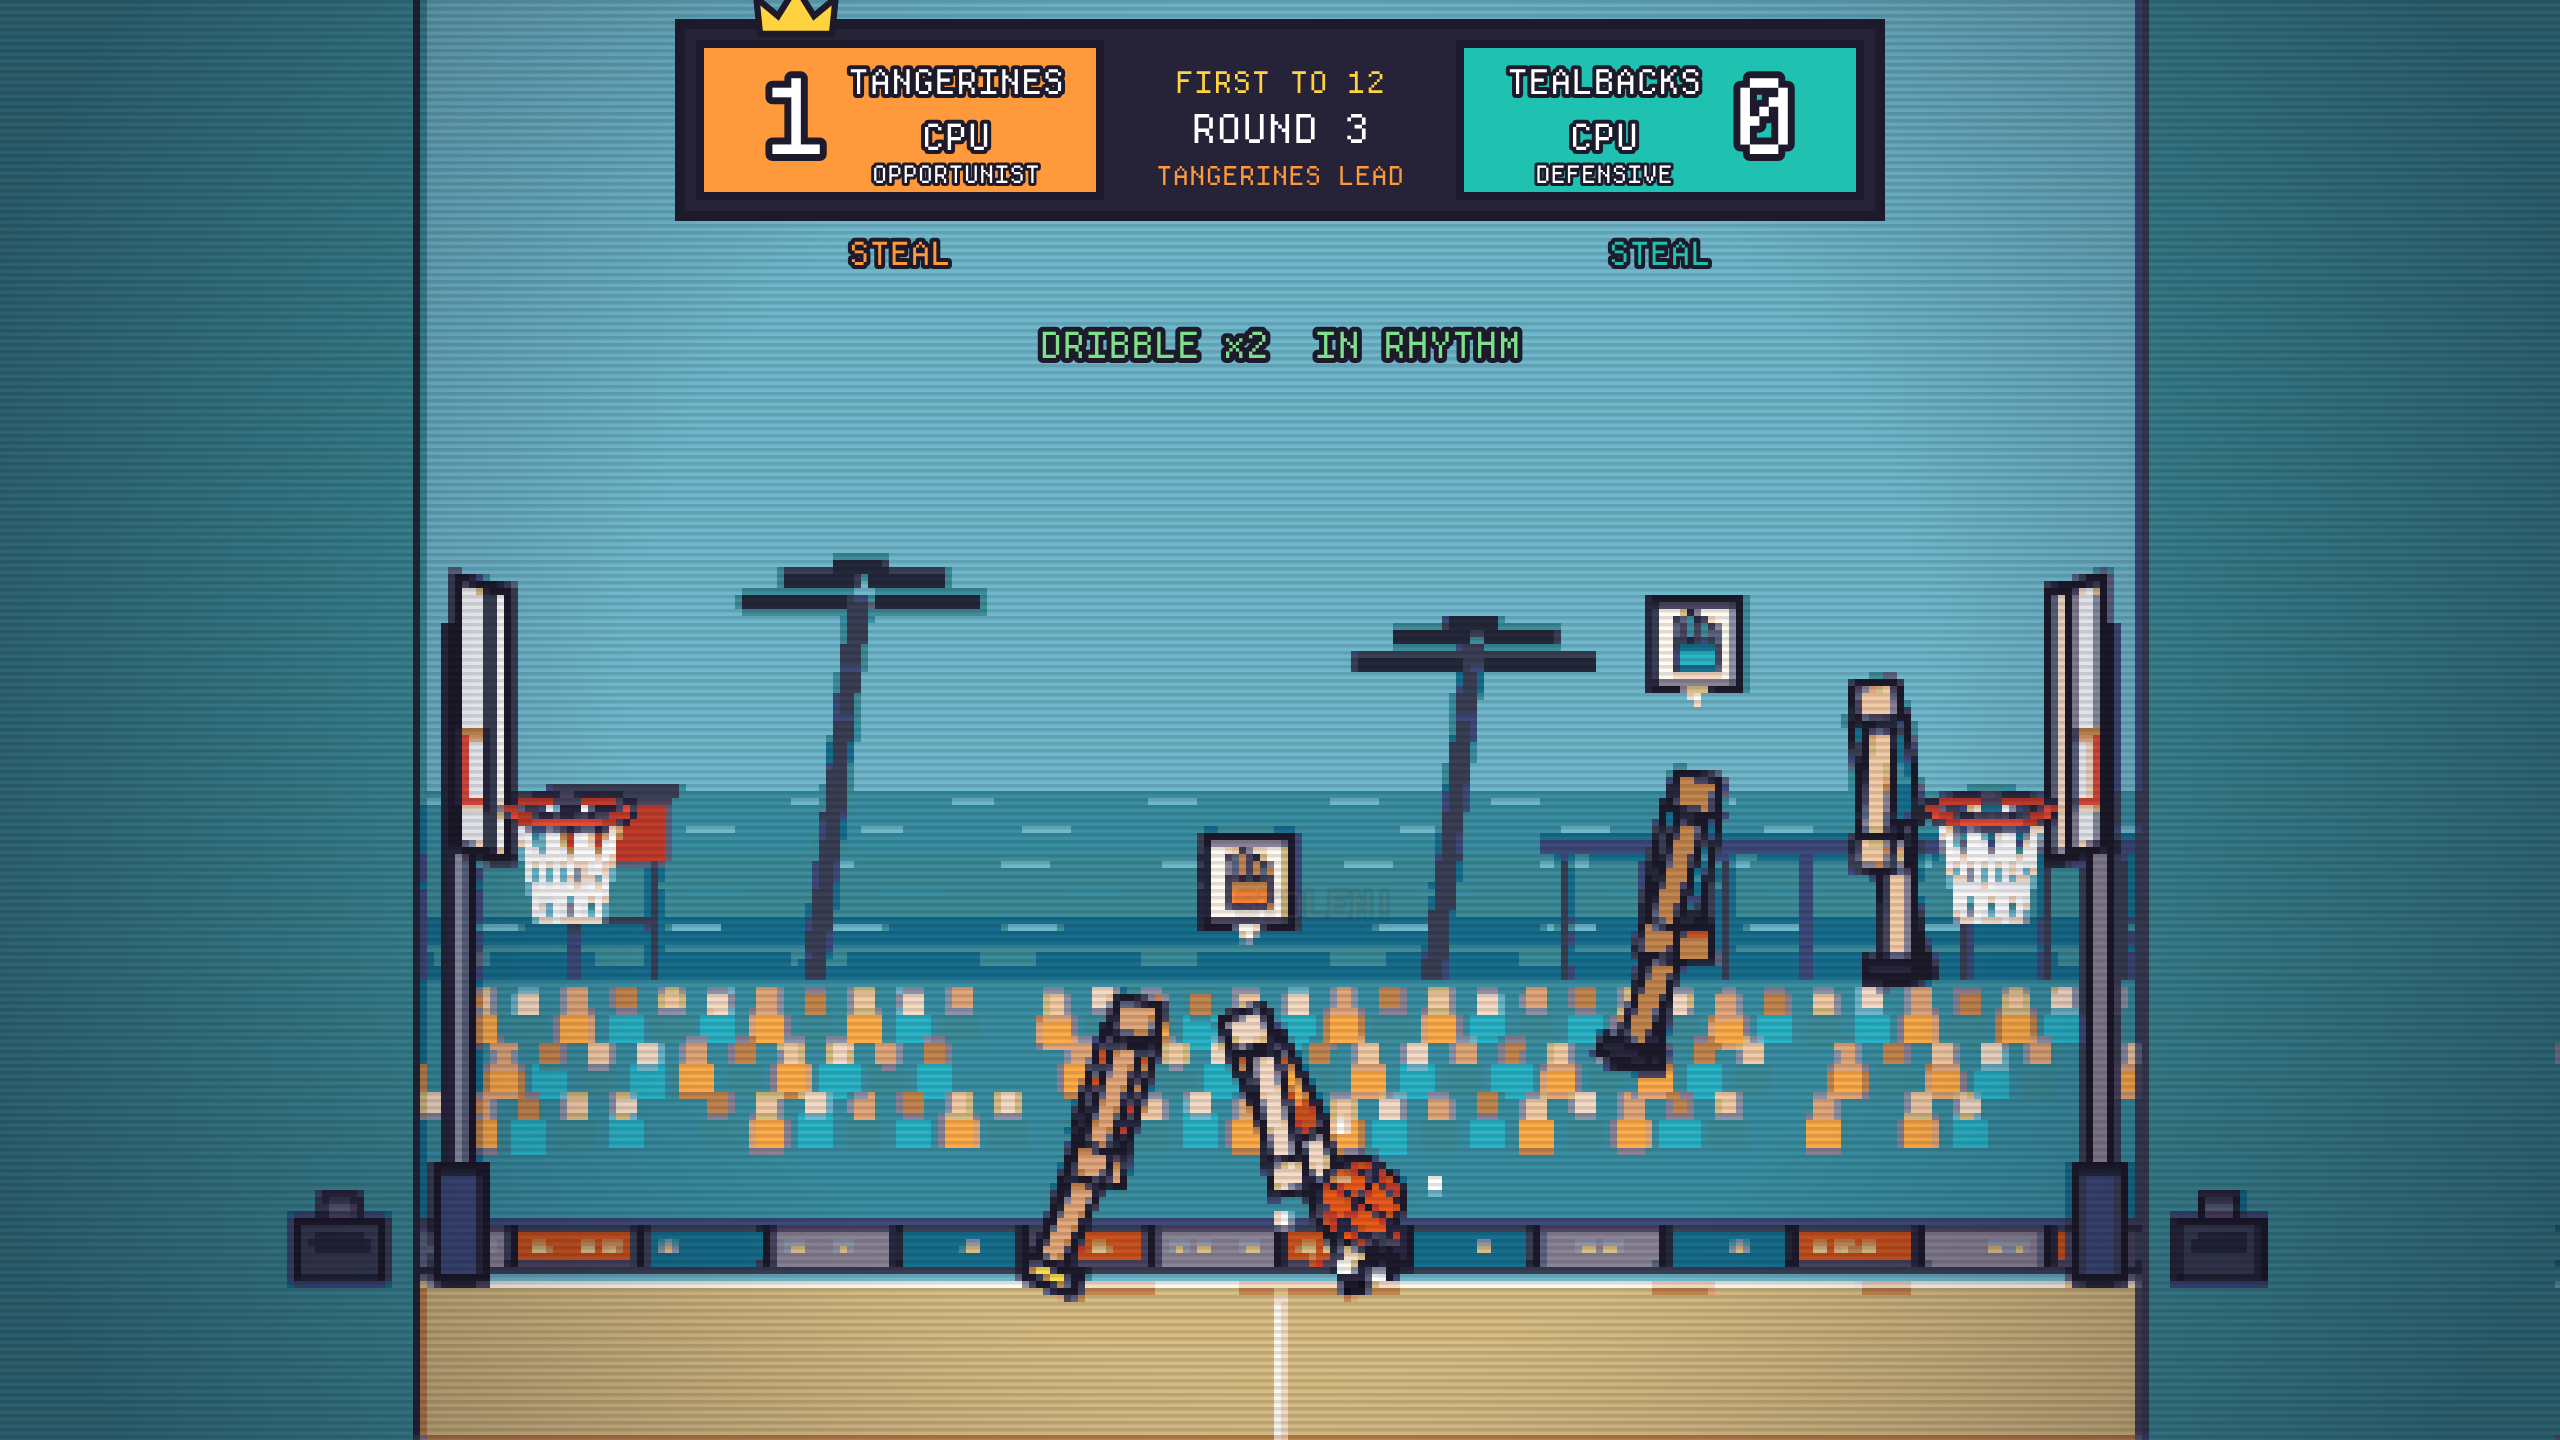 1
TANGERINES
CPU
OPPORTUNIST
FIRST TO 12
ROUND 3
TANGERINES LEAD
TEALBACKS
CPU
DEFENSIVE
0
STEAL
STEAL
DRIBBLE x2 IN RHYTHM